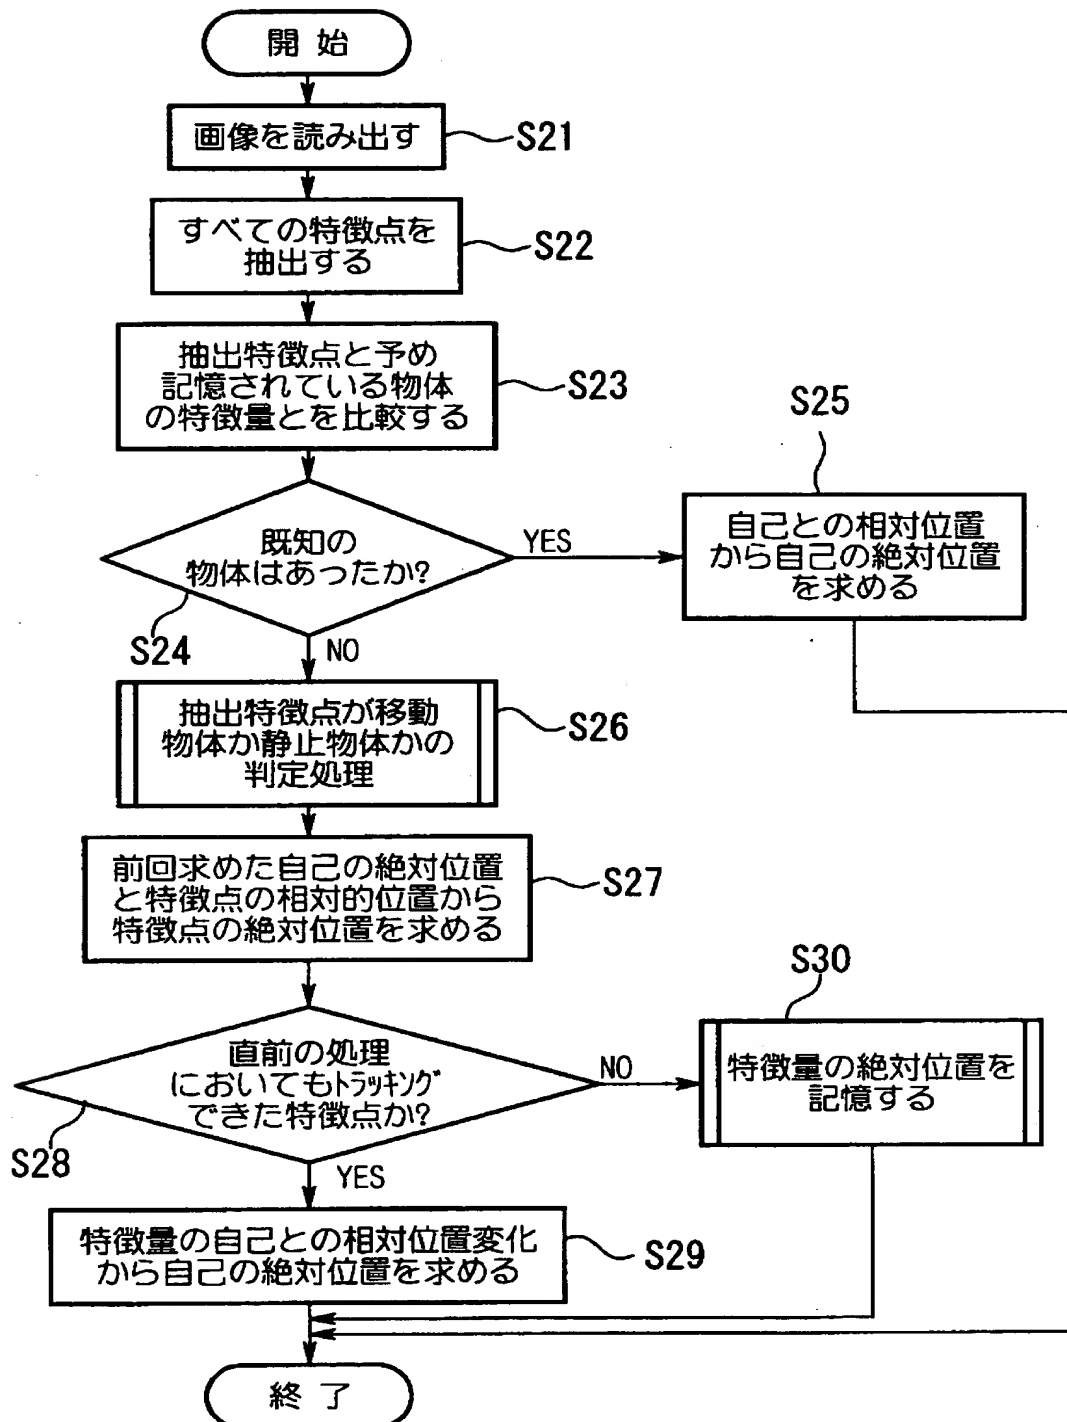 開 始
画像を読み出す
S21
すべての特徴点を
抽出する
S22
抽出特徴点と予め
記憶されている物体
の特徴量とを比較する
S23
既知の
物体はあったか?
S24
YES
NO
S25
自己との相対位置
から自己の絶対位置
を求める
抽出特徴点が移動
物体か静止物体かの
判定処理
S26
前回求めた自己の絶対位置
と特徴点の相対的位置から
特徴点の絶対位置を求める
S27
直前の処理
においてもﾄﾗｯｷﾝｸﾞ
できた特徴点か?
S28
NO
YES
S30
特徴量の絶対位置を
記憶する
特徴量の自己との相対位置変化
から自己の絶対位置を求める
S29
終 了